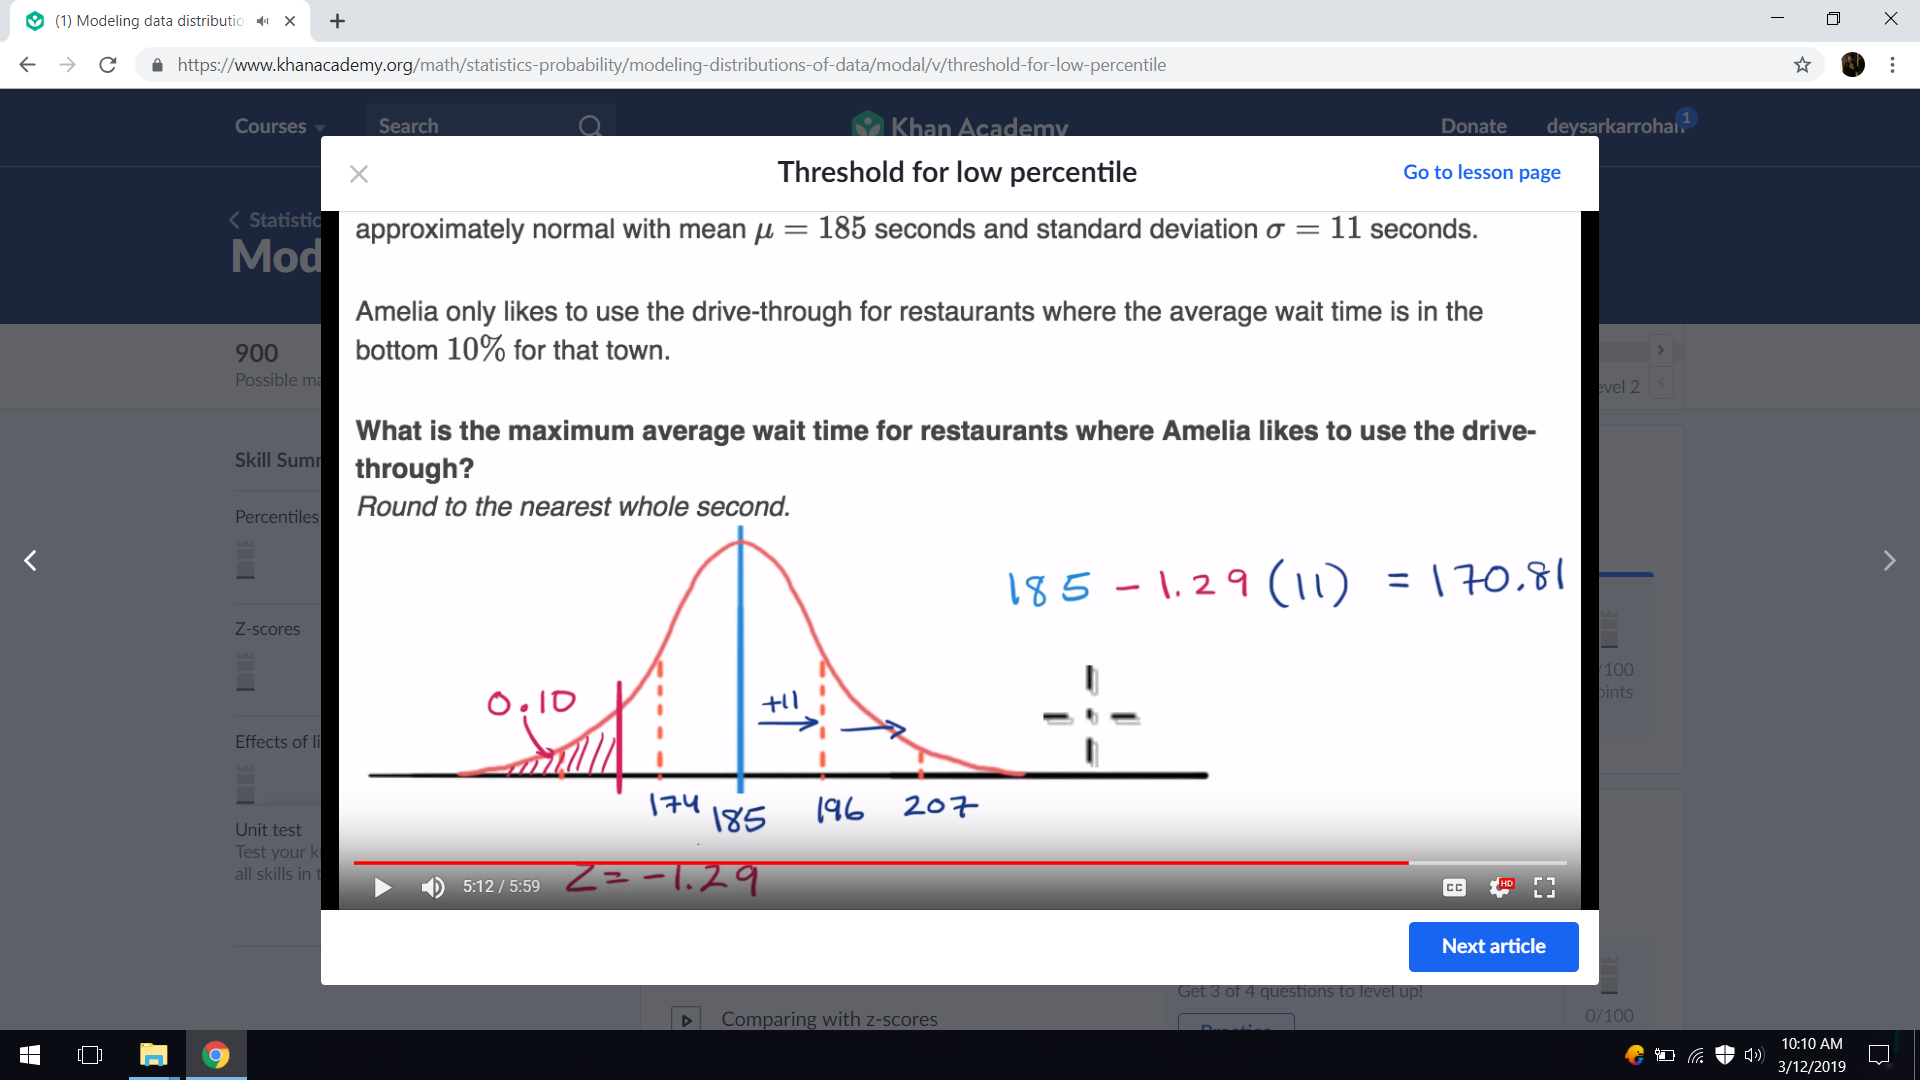 (1) Modeling data distributio
https://www.khanacademy.org/math/statistics-probability/modeling-distributions-of-data/modal/v/threshold-for-low-percentile
Courses
Search
Khan Academy
Donate
deysarkarrohan
1
Threshold for low percentile
Go to lesson page
Statistic
Mod
approximately normal with mean μ = 185 seconds and standard deviation σ = 11 seconds.
Amelia only likes to use the drive-through for restaurants where the average wait time is in the
bottom 10% for that town.
900
Possible ma
evel 2
What is the maximum average wait time for restaurants where Amelia likes to use the drive-
through?
Round to the nearest whole second.
Skill Summ
Percentiles
Z-scores
Effects of li
Unit test
Test your k
all skills in t
185 - 1.29 (11) = 170.81
0.10
+11
174
185
196
207
Z = -1.29
5:12 / 5:59
CC
HD
/100
oints
Next article
Get 3 of 4 questions to level up!
Comparing with z-scores
Practice
0/100
10:10 AM
3/12/2019